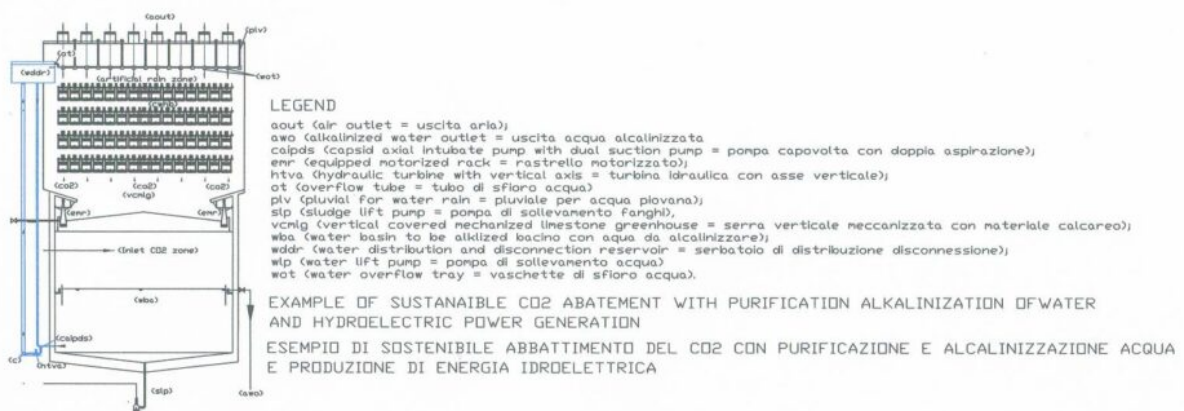 (aout)
(plv)
(ot)
(wddr)
(wot)
(artificial rain zone)
(cwhb)
(co2) (co2) (co2)
(vcmlg)
(emr) (emr)
(Inlet CO2 zone)
(wba)
(caipds)
(c)
(htva)
(slp)
(awo)
LEGEND
aout (air outlet = uscita aria);
awo (alkalinized water outlet = uscita acqua alcalinizzata
caipds (capsid axial intubate pump with dual suction pump = pompa capovolta con doppia aspirazione);
emr (equipped motorized rack = rastrello motorizzato);
htva (hydraulic turbine with vertical axis = turbina idraulica con asse verticale);
ot (overflow tube = tubo di sfioro acqua)
plv (pluvial for water rain = pluviale per acqua piovana);
slp (sludge lift pump = pompa di sollevamento fanghi),
vcmlg (vertical covered mechanized limestone greenhouse = serra verticale meccanizzata con materiale calcareo);
wba (water basin to be alklized bacino con aqua da alcalinizzare);
wddr (water distribution and disconnection reservoir = serbatoio di distribuzione disconnessione);
wlp (water lift pump = pompa di sollevamento acqua)
wot (water overflow tray = vaschette di sfioro acqua).
EXAMPLE OF SUSTANAIBLE CO2 ABATEMENT WITH PURIFICATION ALKALINIZATION OFWATER
AND HYDROELECTRIC POWER GENERATION
ESEMPIO DI SOSTENIBILE ABBATTIMENTO DEL CO2 CON PURIFICAZIONE E ALCALINIZZAZIONE ACQUA
E PRODUZIONE DI ENERGIA IDROELETTRICA